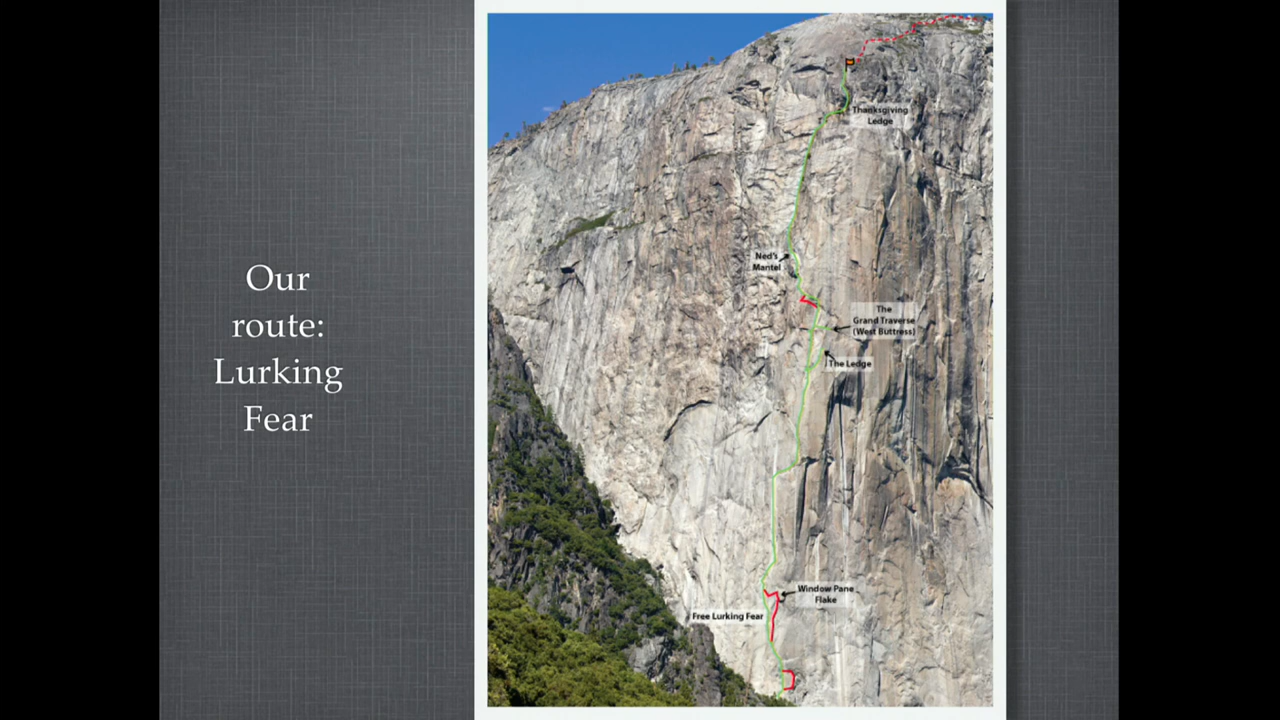 Our
route:
Lurking
Fear
Thanksgiving
Ledge
Ned's
Mantel
The
Grand Traverse
(West Buttress)
The Ledge
Window Pane
Flake
Free Lurking Fear